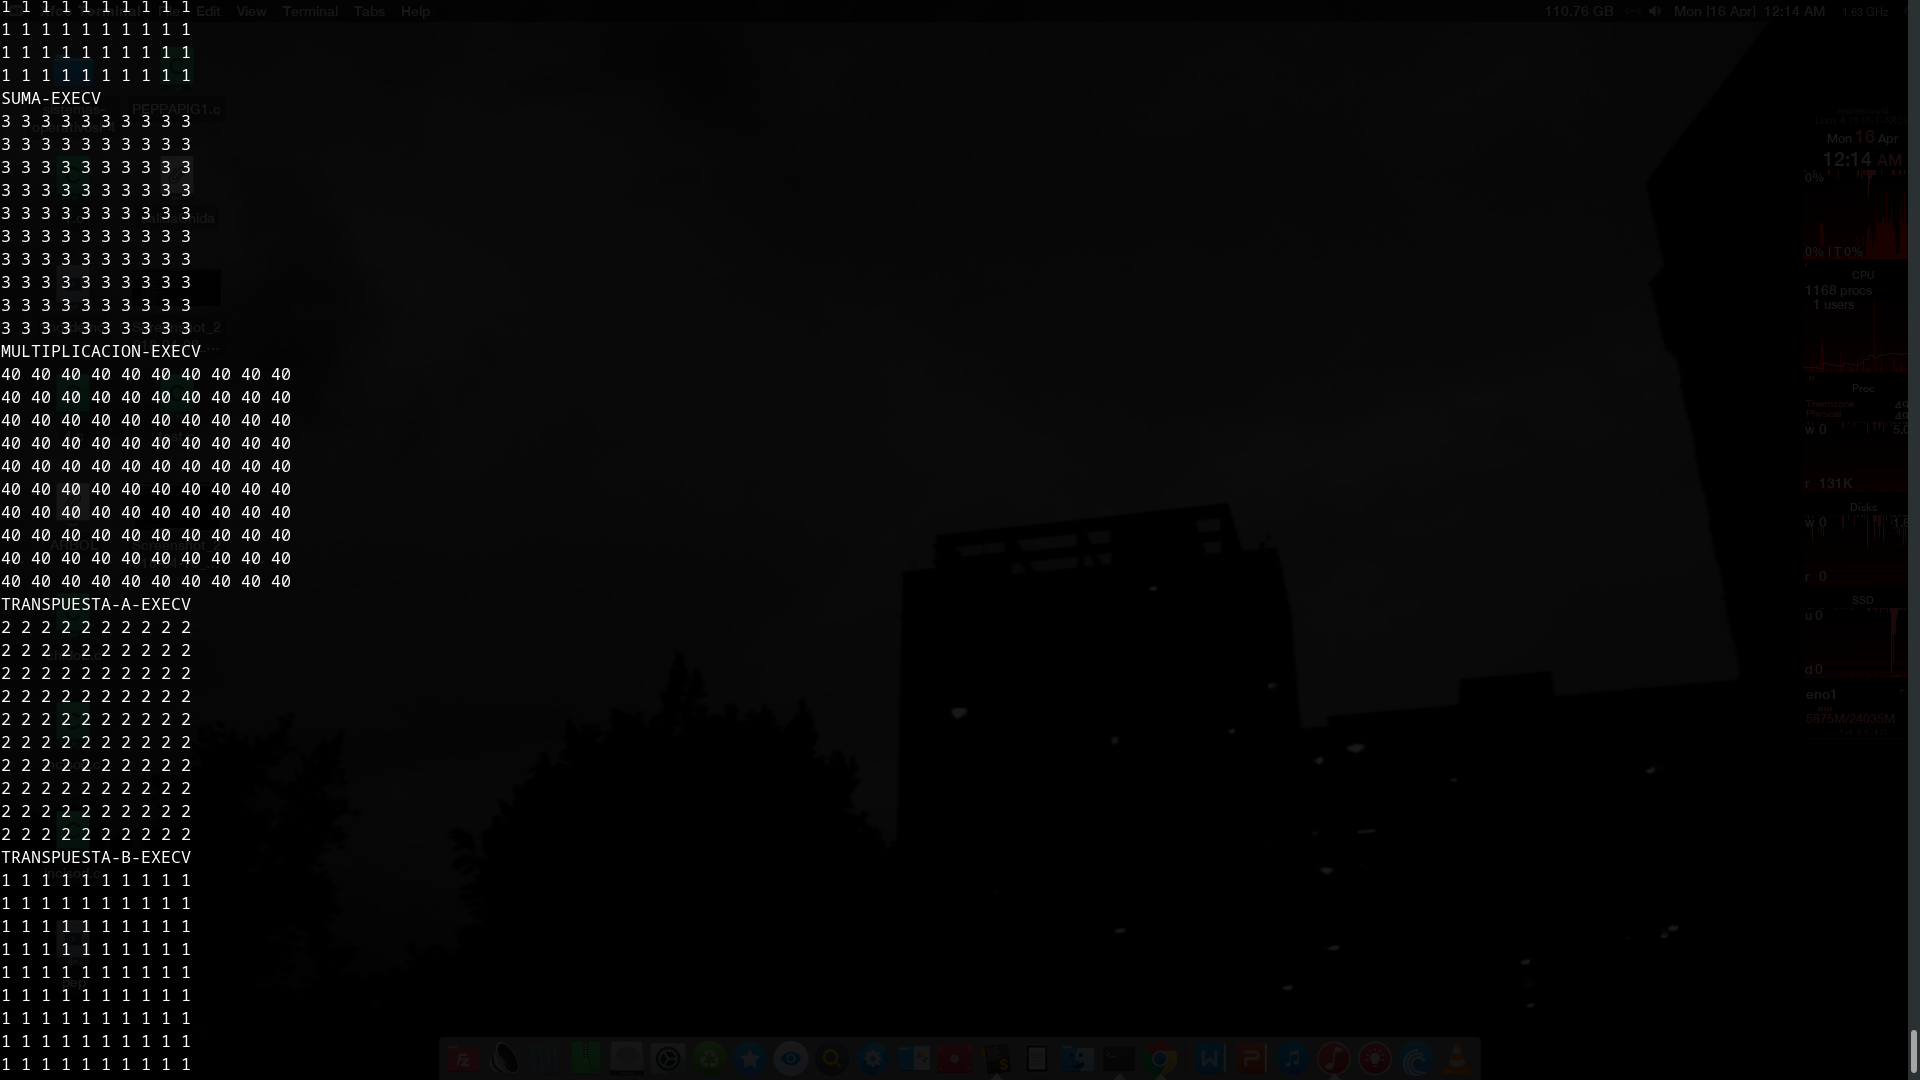 Xfce Terminal File Edit View Terminal Tabs Help 110.76 GB Mon [16 Apr] 12:14 AM 1.63 GHz
1 1 1 1 1 1 1 1 1 1
1 1 1 1 1 1 1 1 1 1
1 1 1 1 1 1 1 1 1 1
1 1 1 1 1 1 1 1 1 1
SUMA-EXECV
3 3 3 3 3 3 3 3 3 3
3 3 3 3 3 3 3 3 3 3
3 3 3 3 3 3 3 3 3 3
3 3 3 3 3 3 3 3 3 3
3 3 3 3 3 3 3 3 3 3
3 3 3 3 3 3 3 3 3 3
3 3 3 3 3 3 3 3 3 3
3 3 3 3 3 3 3 3 3 3
3 3 3 3 3 3 3 3 3 3
3 3 3 3 3 3 3 3 3 3
MULTIPLICACION-EXECV
40 40 40 40 40 40 40 40 40 40
40 40 40 40 40 40 40 40 40 40
40 40 40 40 40 40 40 40 40 40
40 40 40 40 40 40 40 40 40 40
40 40 40 40 40 40 40 40 40 40
40 40 40 40 40 40 40 40 40 40
40 40 40 40 40 40 40 40 40 40
40 40 40 40 40 40 40 40 40 40
40 40 40 40 40 40 40 40 40 40
40 40 40 40 40 40 40 40 40 40
TRANSPUESTA-A-EXECV
2 2 2 2 2 2 2 2 2 2
2 2 2 2 2 2 2 2 2 2
2 2 2 2 2 2 2 2 2 2
2 2 2 2 2 2 2 2 2 2
2 2 2 2 2 2 2 2 2 2
2 2 2 2 2 2 2 2 2 2
2 2 2 2 2 2 2 2 2 2
2 2 2 2 2 2 2 2 2 2
2 2 2 2 2 2 2 2 2 2
2 2 2 2 2 2 2 2 2 2
TRANSPUESTA-B-EXECV
1 1 1 1 1 1 1 1 1 1
1 1 1 1 1 1 1 1 1 1
1 1 1 1 1 1 1 1 1 1
1 1 1 1 1 1 1 1 1 1
1 1 1 1 1 1 1 1 1 1
1 1 1 1 1 1 1 1 1 1
1 1 1 1 1 1 1 1 1 1
1 1 1 1 1 1 1 1 1 1
1 1 1 1 1 1 1 1 1 1
PEPPAPIG1.c
Mon 16 Apr
12:14 AM
0%
0% | T 0%
CPU
1168 procs
1 users
Proc
w 0 5.0
r 131K
Disks
w 0
r 0
SSD
u 0
d 0
eno1
5875M/24035M